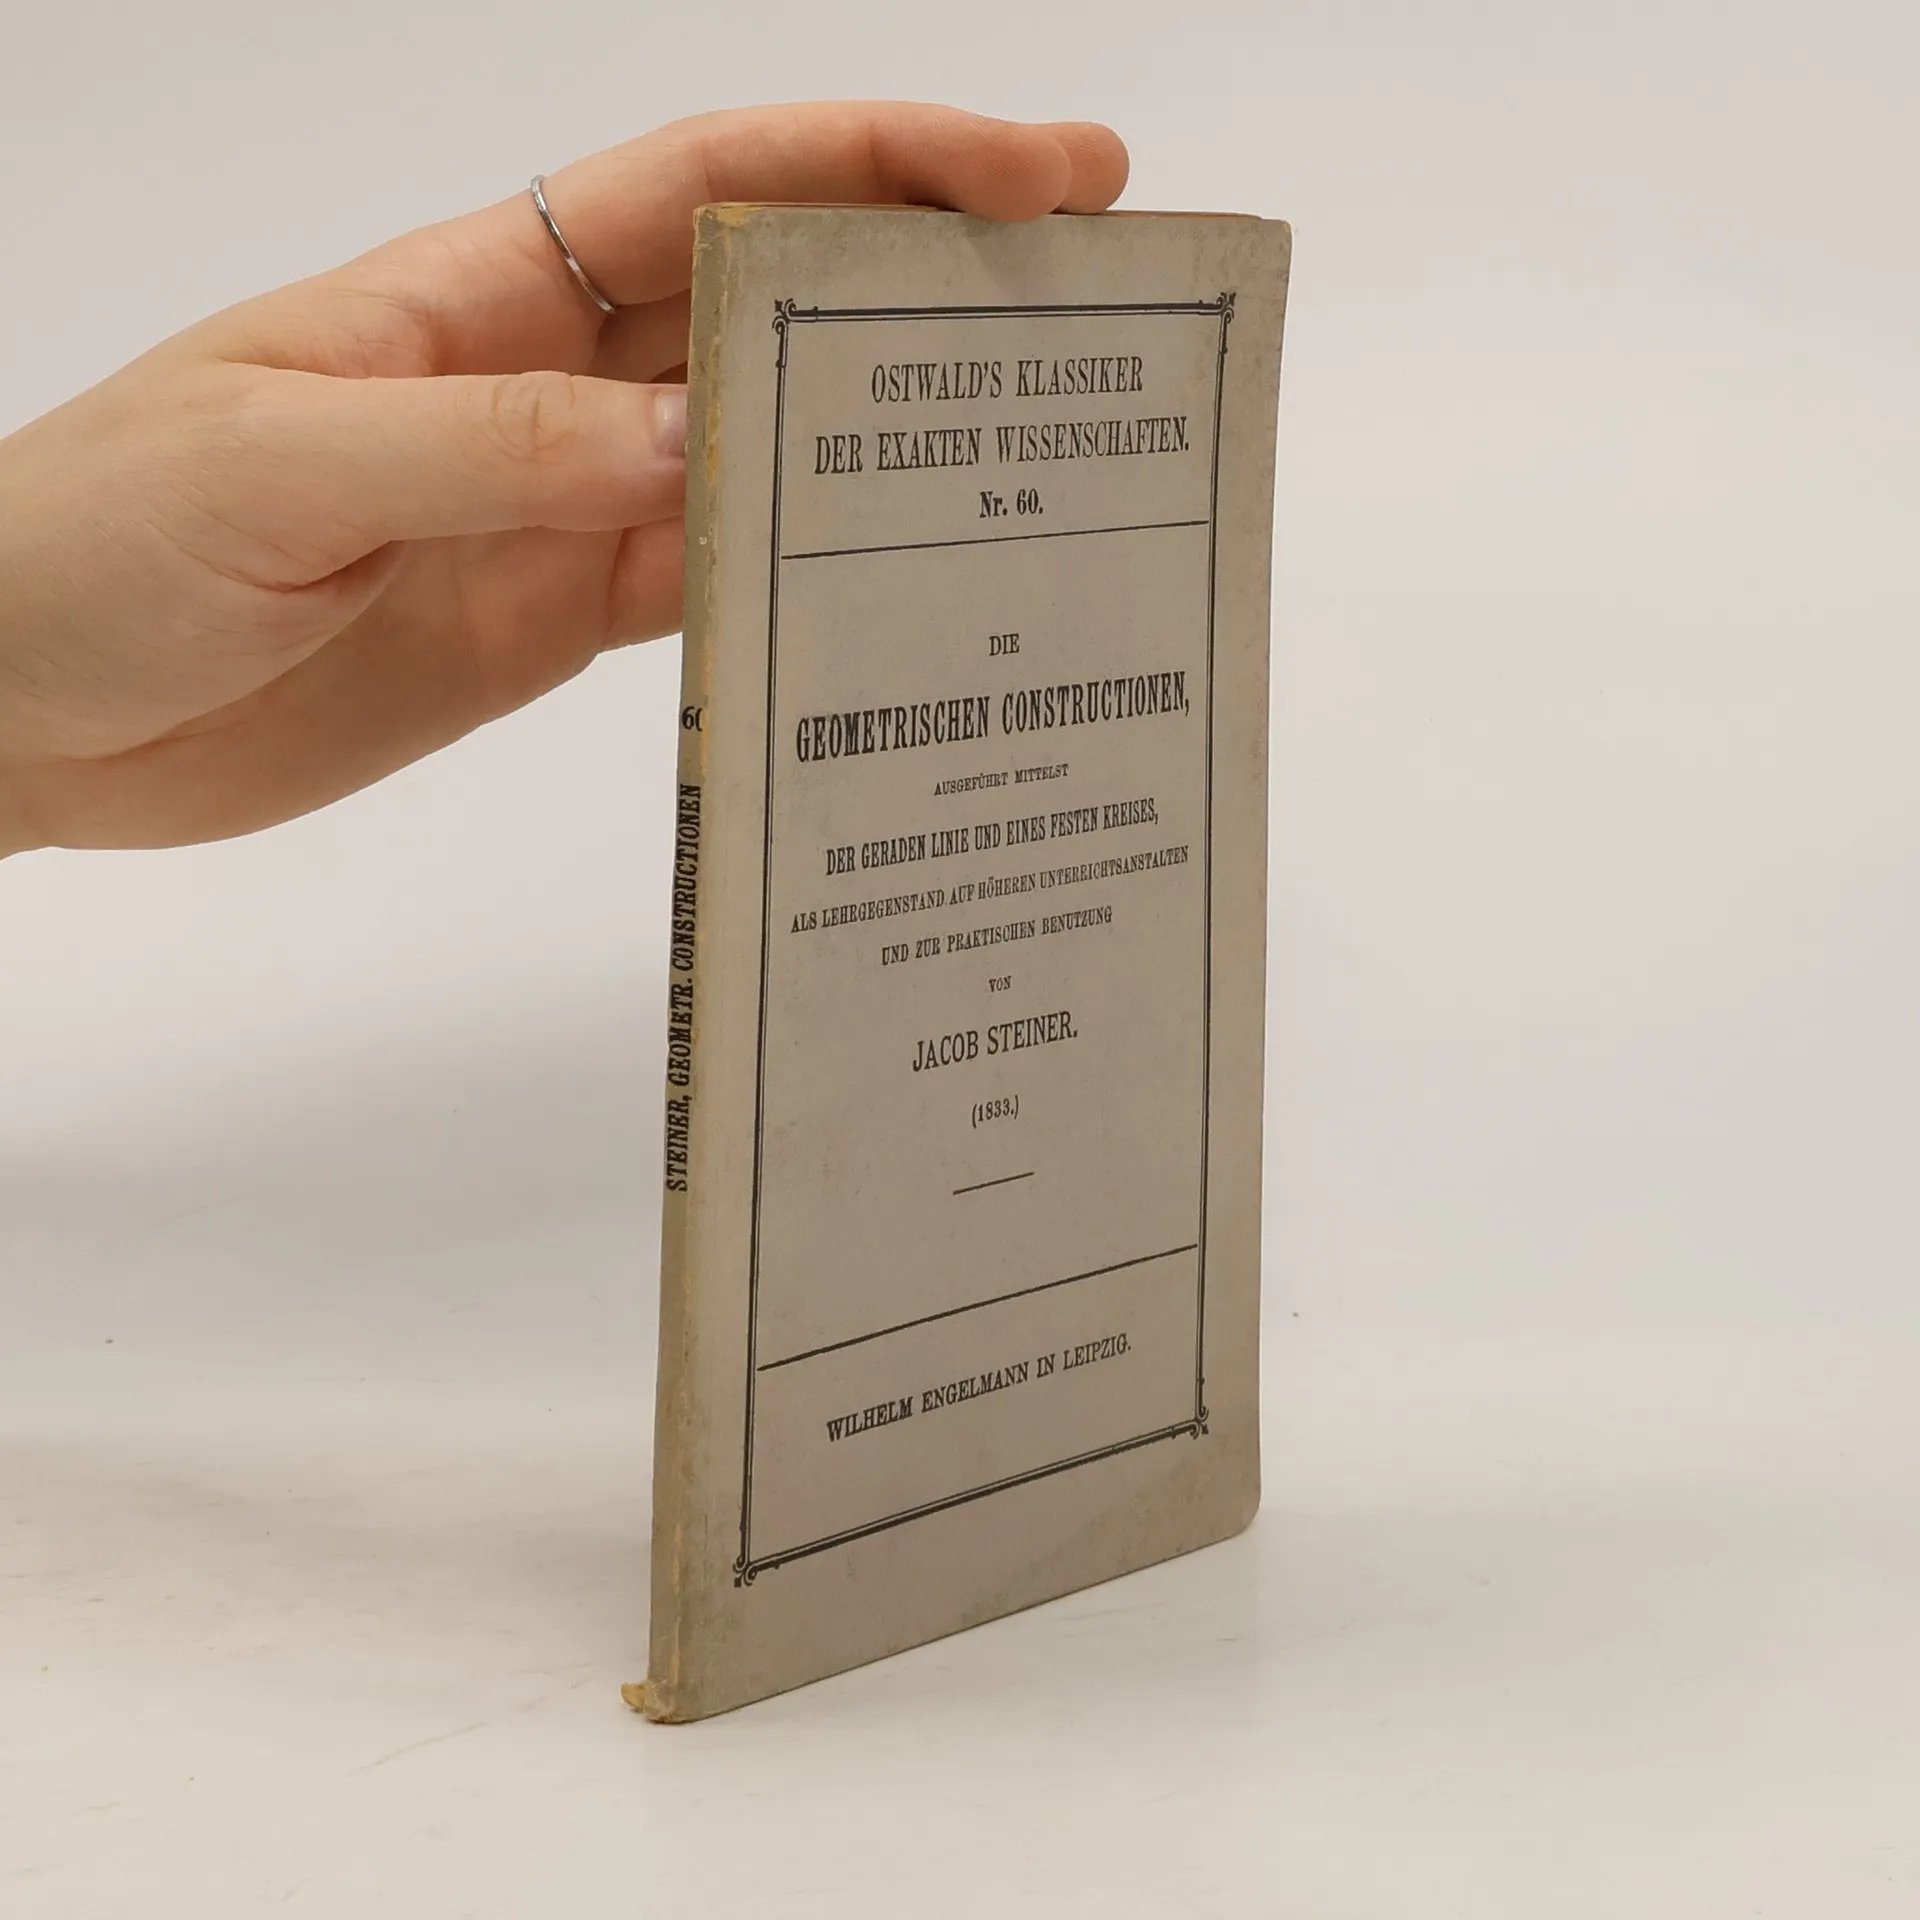 OSTWALD'S KLASSIKER
DER EXAKTEN WISSENSCHAFTEN.
Nr. 60.
DIE
GEOMETRISCHEN CONSTRUCTIONEN,
AUSGEFÜHRT MITTELST
DER GERADEN LINIE UND EINES FESTEN KREISES,
ALS LEHRGEGENSTAND AUF HÖHEREN UNTERRICHTSANSTALTEN
UND ZUR PRAKTISCHEN BENUTZUNG
VON
JACOB STEINER.
(1833.)
WILHELM ENGELMANN IN LEIPZIG.
60
STEINER, GEOMETR. CONSTRUCTIONEN